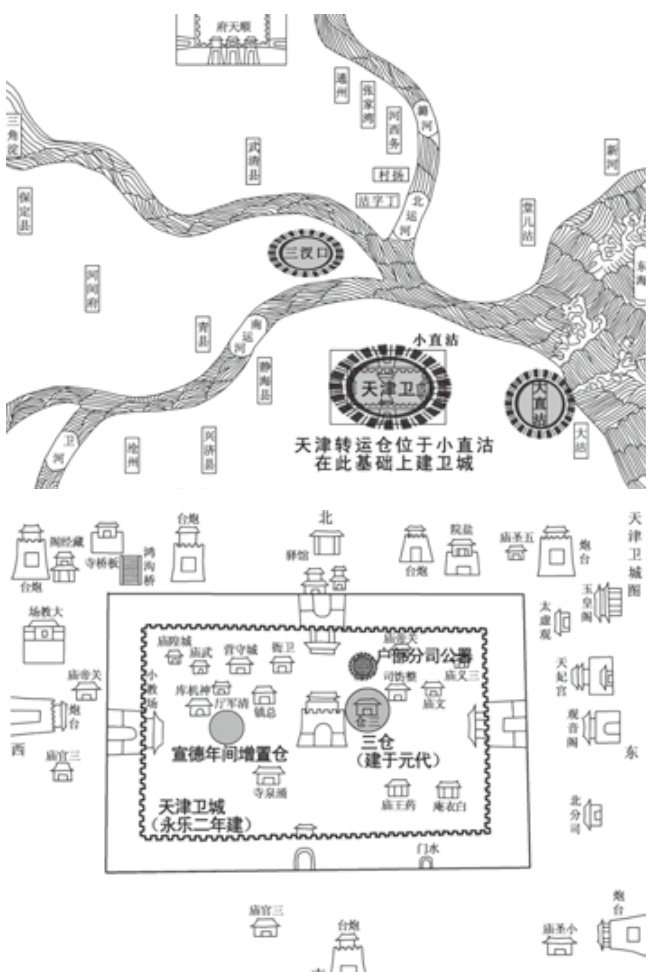 顺天府
通州
张家湾
河西务
潞河
杨村
丁字沽
北运河
武清县
三角淀
保定县
三汊口
新河
堂儿沽
东海
河间府
青县
南运河
静海县
小直沽
天津卫
大直沽
大沽
卫河
沧州
兴济县
天津转运仓位于小直沽
在此基础上建卫城
天津卫城图
北
藏经阁
板桥寺
鸿沟桥
炮台
炮台
驿馆
盐院
炮台
五圣庙
炮台
玉皇阁
太虚观
大教场
关帝庙
炮台
西
三官庙
小教场
城隍庙
武庙
城守营
卫衙
关帝庙
户部分司公署
三义庙
整饬司
文庙
神机库
清军厅
镇总
三仓
宣德年间增置仓
三仓
(建于元代)
涌泉寺
药王庙
白衣庵
天津卫城
(永乐二年建)
天妃宫
观音阁
东
北分司
水门
三官庙
炮台
南
小圣庙
炮台